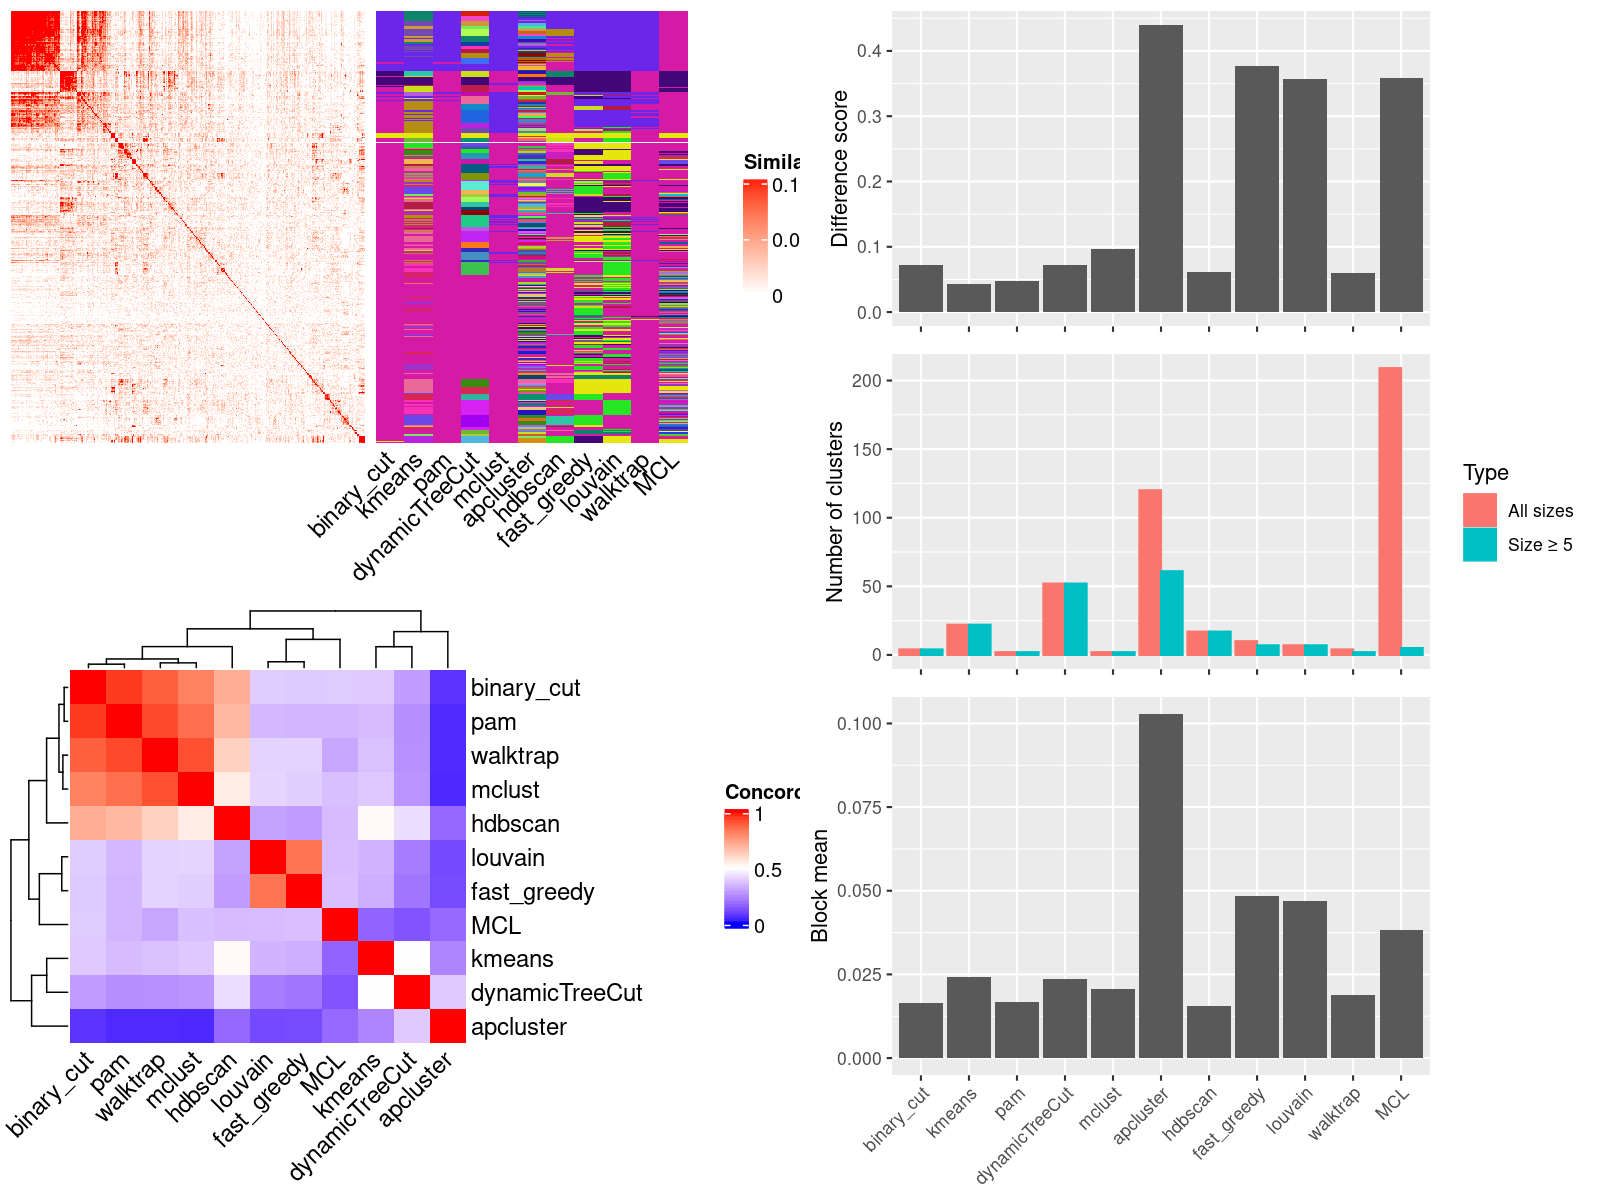 Simila
0.1
0.0
0
binary_cut
kmeans
pam
dynamicTreeCut
mclust
apcluster
hdbscan
fast_greedy
louvain
walktrap
MCL
binary_cut
pam
walktrap
mclust
hdbscan
louvain
fast_greedy
MCL
kmeans
dynamicTreeCut
apcluster
binary_cut
pam
walktrap
mclust
hdbscan
louvain
fast_greedy
MCL
kmeans
dynamicTreeCut
apcluster
Concord
1
0.5
0
Difference score
0.4
0.3
0.2
0.1
0.0
Number of clusters
200
150
100
50
0
Type
All sizes
Size ≥ 5
Block mean
0.100
0.075
0.050
0.025
0.000
binary_cut
kmeans
pam
dynamicTreeCut
mclust
apcluster
hdbscan
fast_greedy
louvain
walktrap
MCL